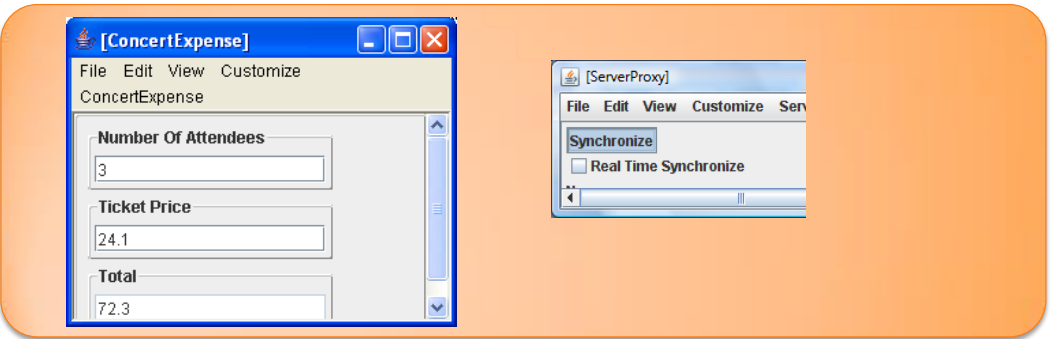 [ConcertExpense]
File Edit View Customize
ConcertExpense
Number Of Attendees
3
Ticket Price
24.1
Total
72.3
[ServerProxy]
File Edit View Customize
Synchronize
Real Time Synchronize